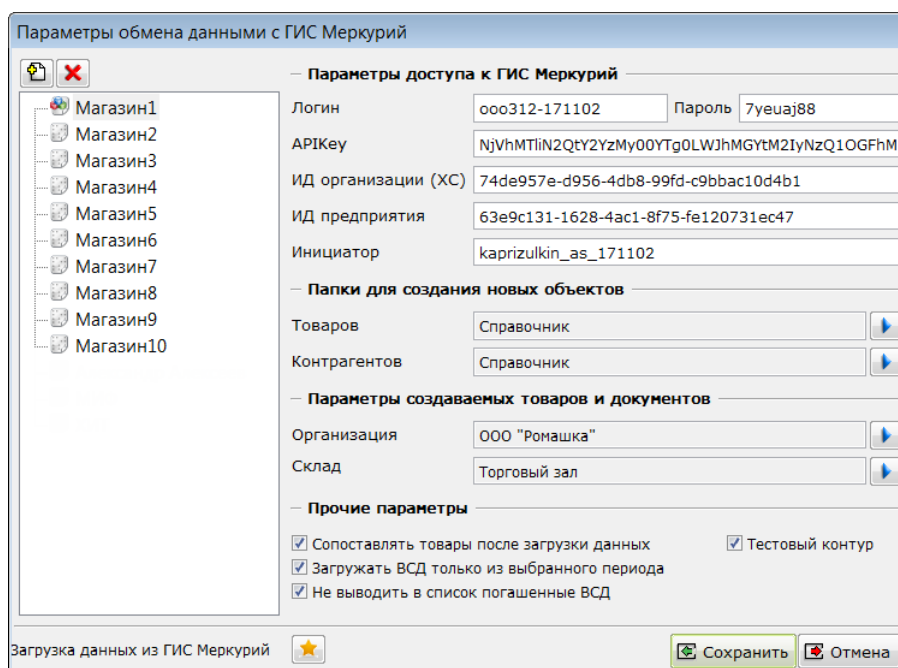 Параметры обмена данными с ГИС Меркурий
Магазин1
Магазин2
Магазин3
Магазин4
Магазин5
Магазин6
Магазин7
Магазин8
Магазин9
Магазин10
Параметры доступа к ГИС Меркурий
Логин ооо312-171102 Пароль 7yeuaj88
APIKey NjVhMTliN2QtY2YzMy00YTg0LWJhMGYtM2IyNzQ1OGFhM
ИД организации (ХС) 74de957e-d956-4db8-99fd-c9bbac10d4b1
ИД предприятия 63e9c131-1628-4ac1-8f75-fe120731ec47
Инициатор kaprizulkin_as_171102
Папки для создания новых объектов
Товаров Справочник
Контрагентов Справочник
Параметры создаваемых товаров и документов
Организация ООО "Ромашка"
Склад Торговый зал
Прочие параметры
Сопоставлять товары после загрузки данных Тестовый контур
Загружать ВСД только из выбранного периода
Не выводить в список погашенные ВСД
Загрузка данных из ГИС Меркурий Сохранить Отмена